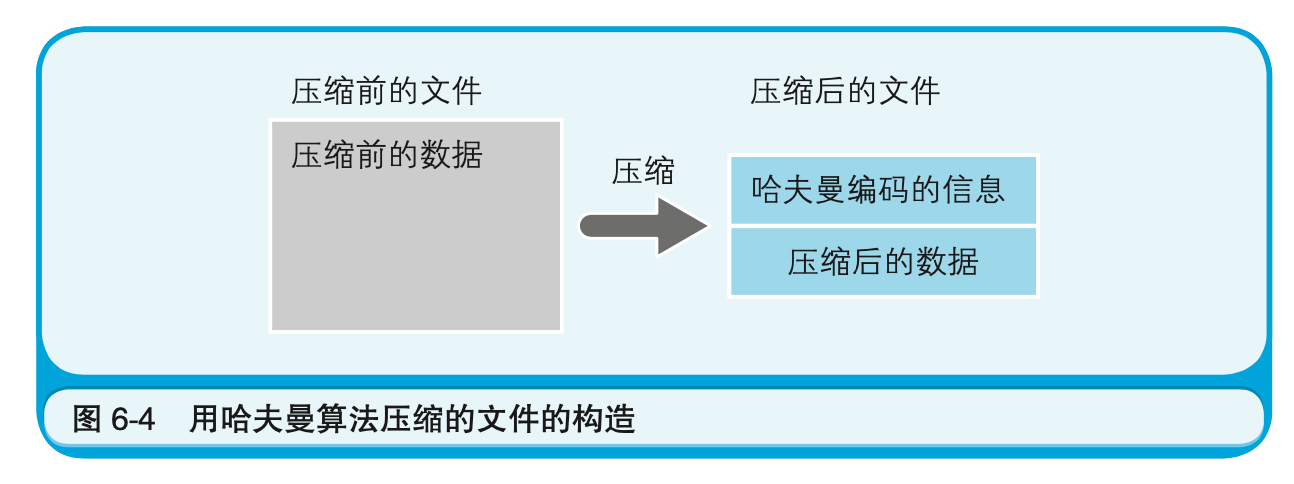 压缩前的文件
压缩后的文件
压缩前的数据
压缩
哈夫曼编码的信息
压缩后的数据
图 6-4 用哈夫曼算法压缩的文件的构造